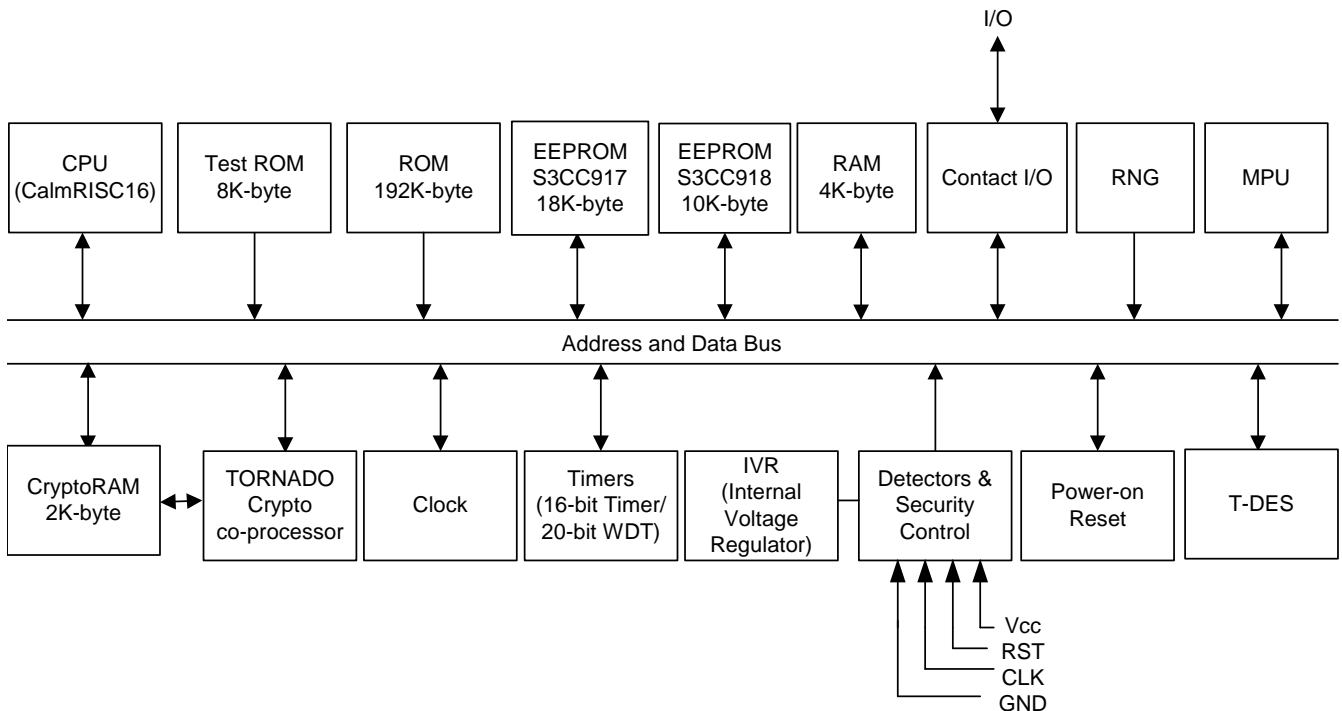 I/O
CPU
(CalmRISC16)
Test ROM
8K-byte
ROM
192K-byte
EEPROM
S3CC917
18K-byte
EEPROM
S3CC918
10K-byte
RAM
4K-byte
Contact I/O
RNG
MPU
Address and Data Bus
CryptoRAM
2K-byte
TORNADO
Crypto
co-processor
Clock
Timers
(16-bit Timer/
20-bit WDT)
IVR
(Internal
Voltage
Regulator)
Detectors &
Security
Control
Power-on
Reset
T-DES
Vcc
RST
CLK
GND